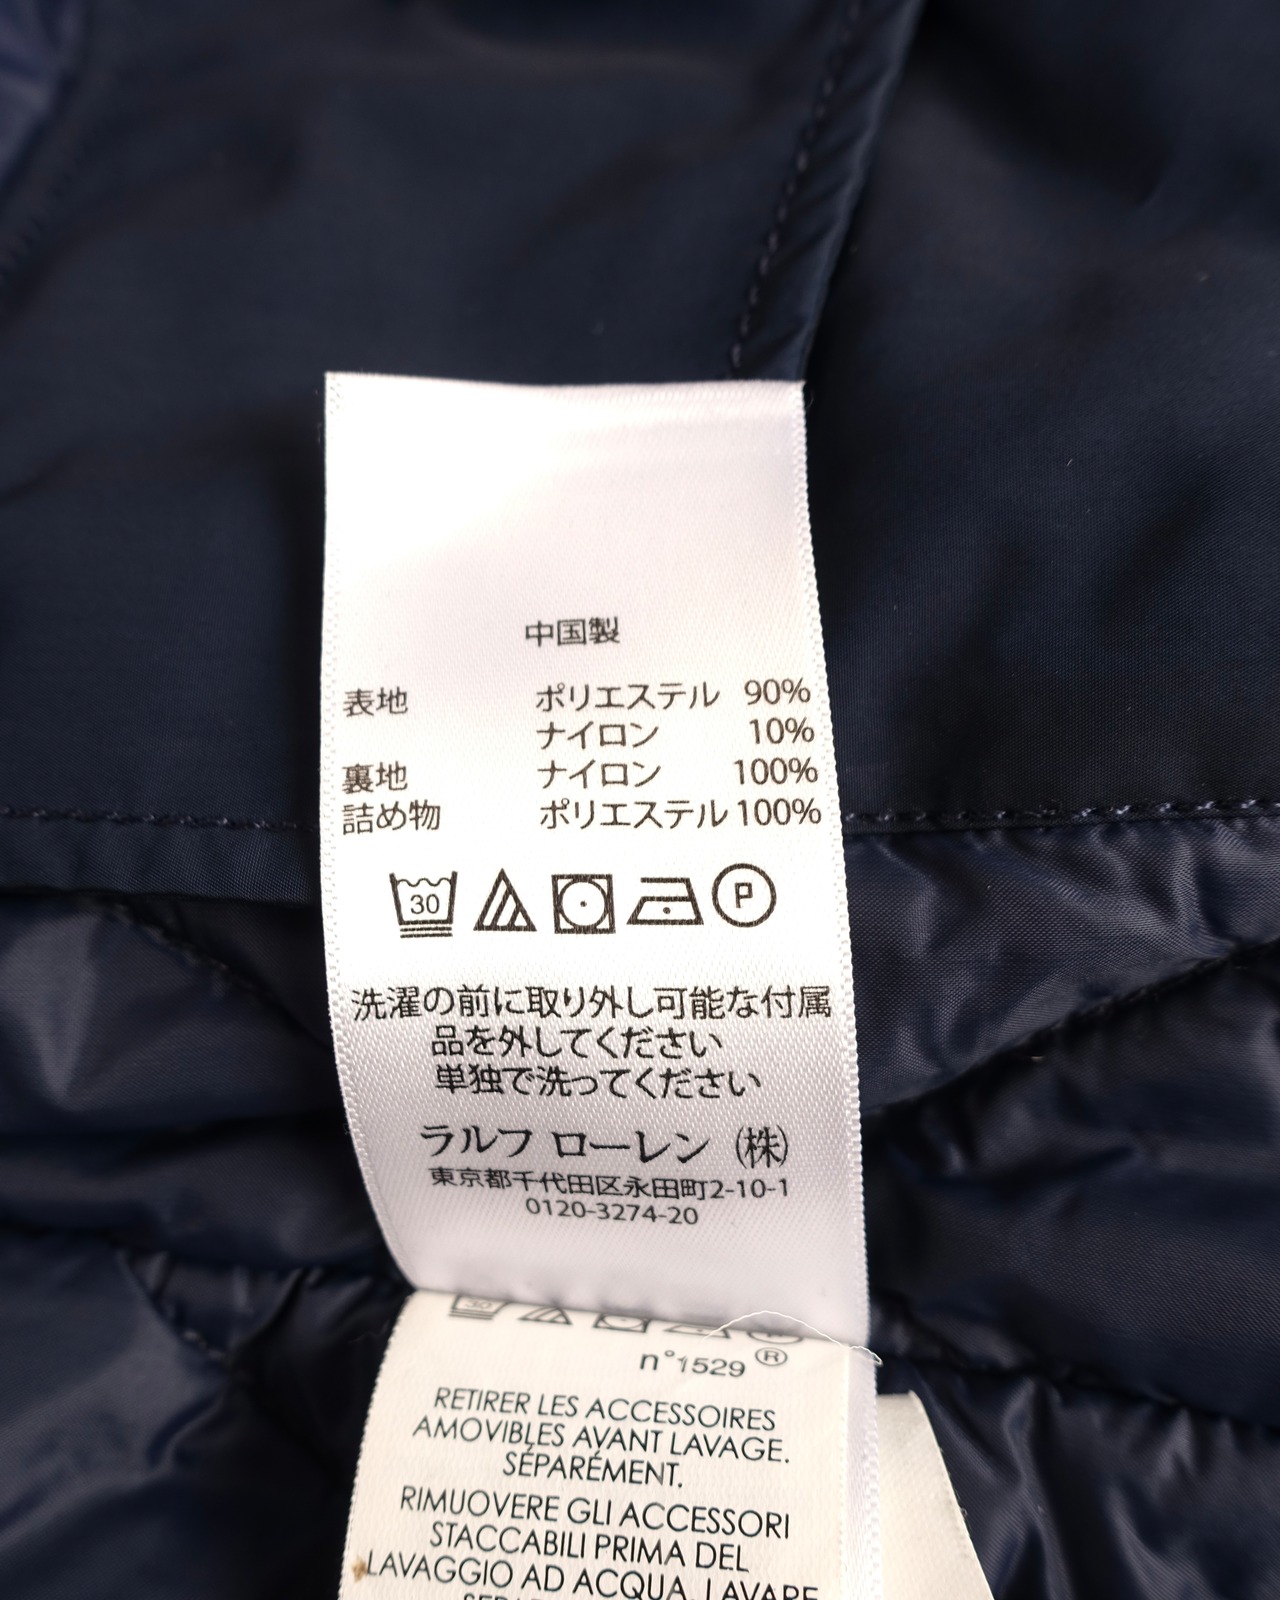 中国製
表地 ポリエステル 90%
ナイロン 10%
裏地 ナイロン 100%
詰め物 ポリエステル 100%
30
P
洗濯の前に取り外し可能な付属
品を外してください
単独で洗ってください
ラルフ ローレン ㈱
東京都千代田区永田町2-10-1
0120-3274-20
30
n°1529 ®
RETIRER LES ACCESSOIRES
AMOVIBLES AVANT LAVAGE.
SÉPARÉMENT.
RIMUOVERE GLI ACCESSORI
STACCABILI PRIMA DEL
LAVAGGIO AD ACQUA. LAVARE